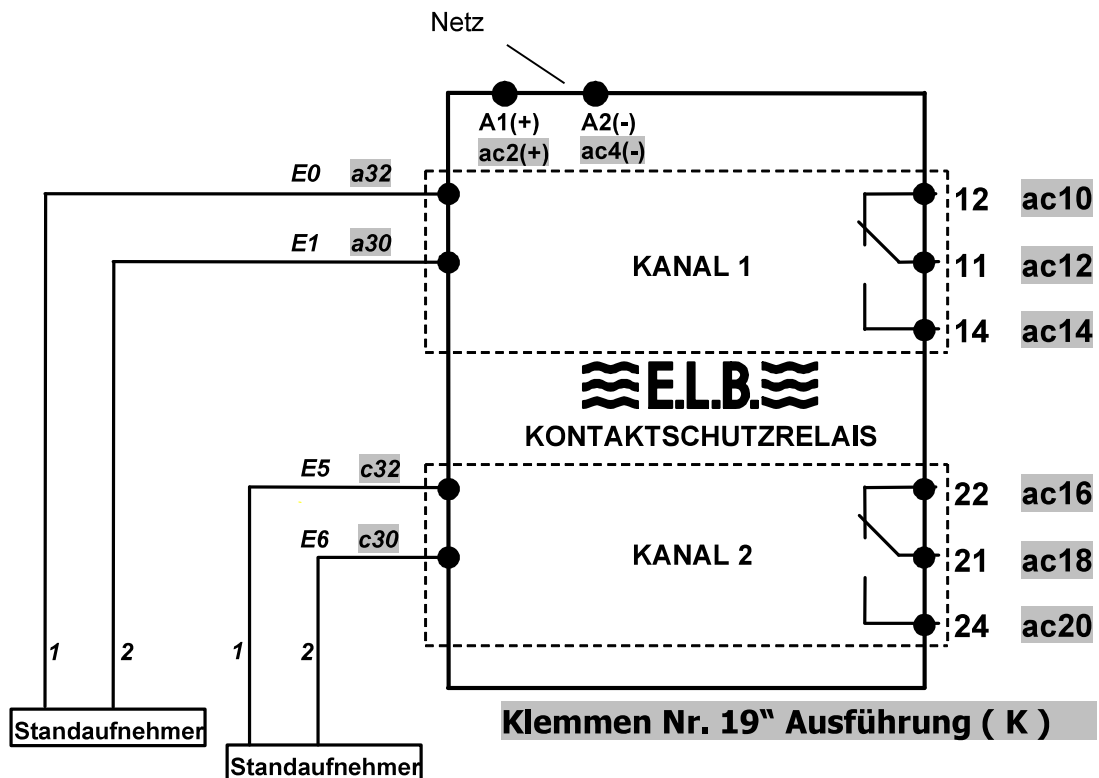 Netz
A1(+) A2(-)
ac2(+) ac4(-)
E0 a32
12 ac10
E1 a30
KANAL 1
11 ac12
14 ac14
E.L.B.
KONTAKTSCHUTZRELAIS
E5 c32
22 ac16
E6 c30
KANAL 2
21 ac18
24 ac20
1 2 1 2
Klemmen Nr. 19“ Ausführung ( K )
Standaufnehmer
Standaufnehmer